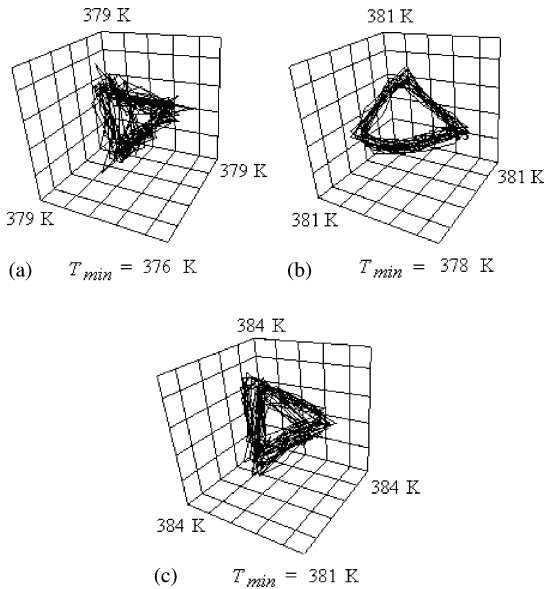 379 K
381 K
379 K
381 K
379 K
381 K
(a) T min = 376 K
(b) T min = 378 K
384 K
384 K
384 K
(c) T min = 381 K